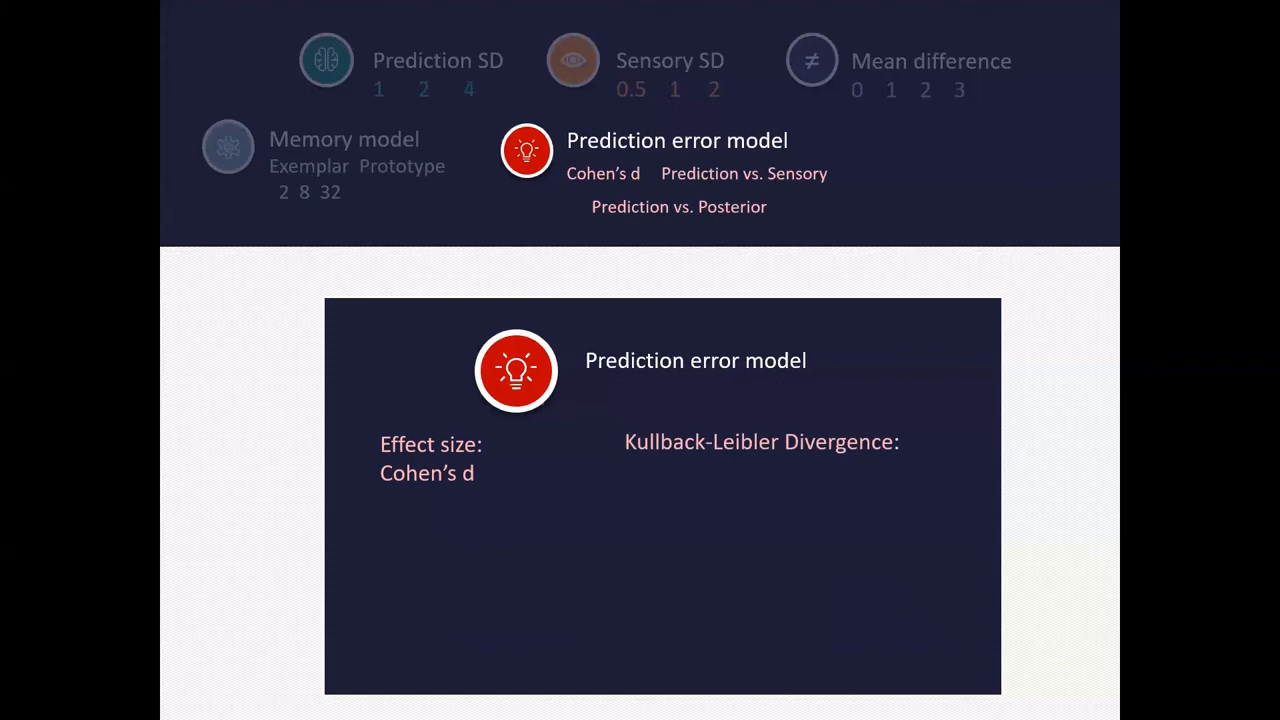 Prediction SD
1 2 4
Sensory SD
0.5 1 2
≠
Mean difference
0 1 2 3
Memory model
Exemplar Prototype
2 8 32
Prediction error model
Cohen's d Prediction vs. Sensory
Prediction vs. Posterior
Prediction error model
Effect size:
Cohen's d
Kullback-Leibler Divergence: